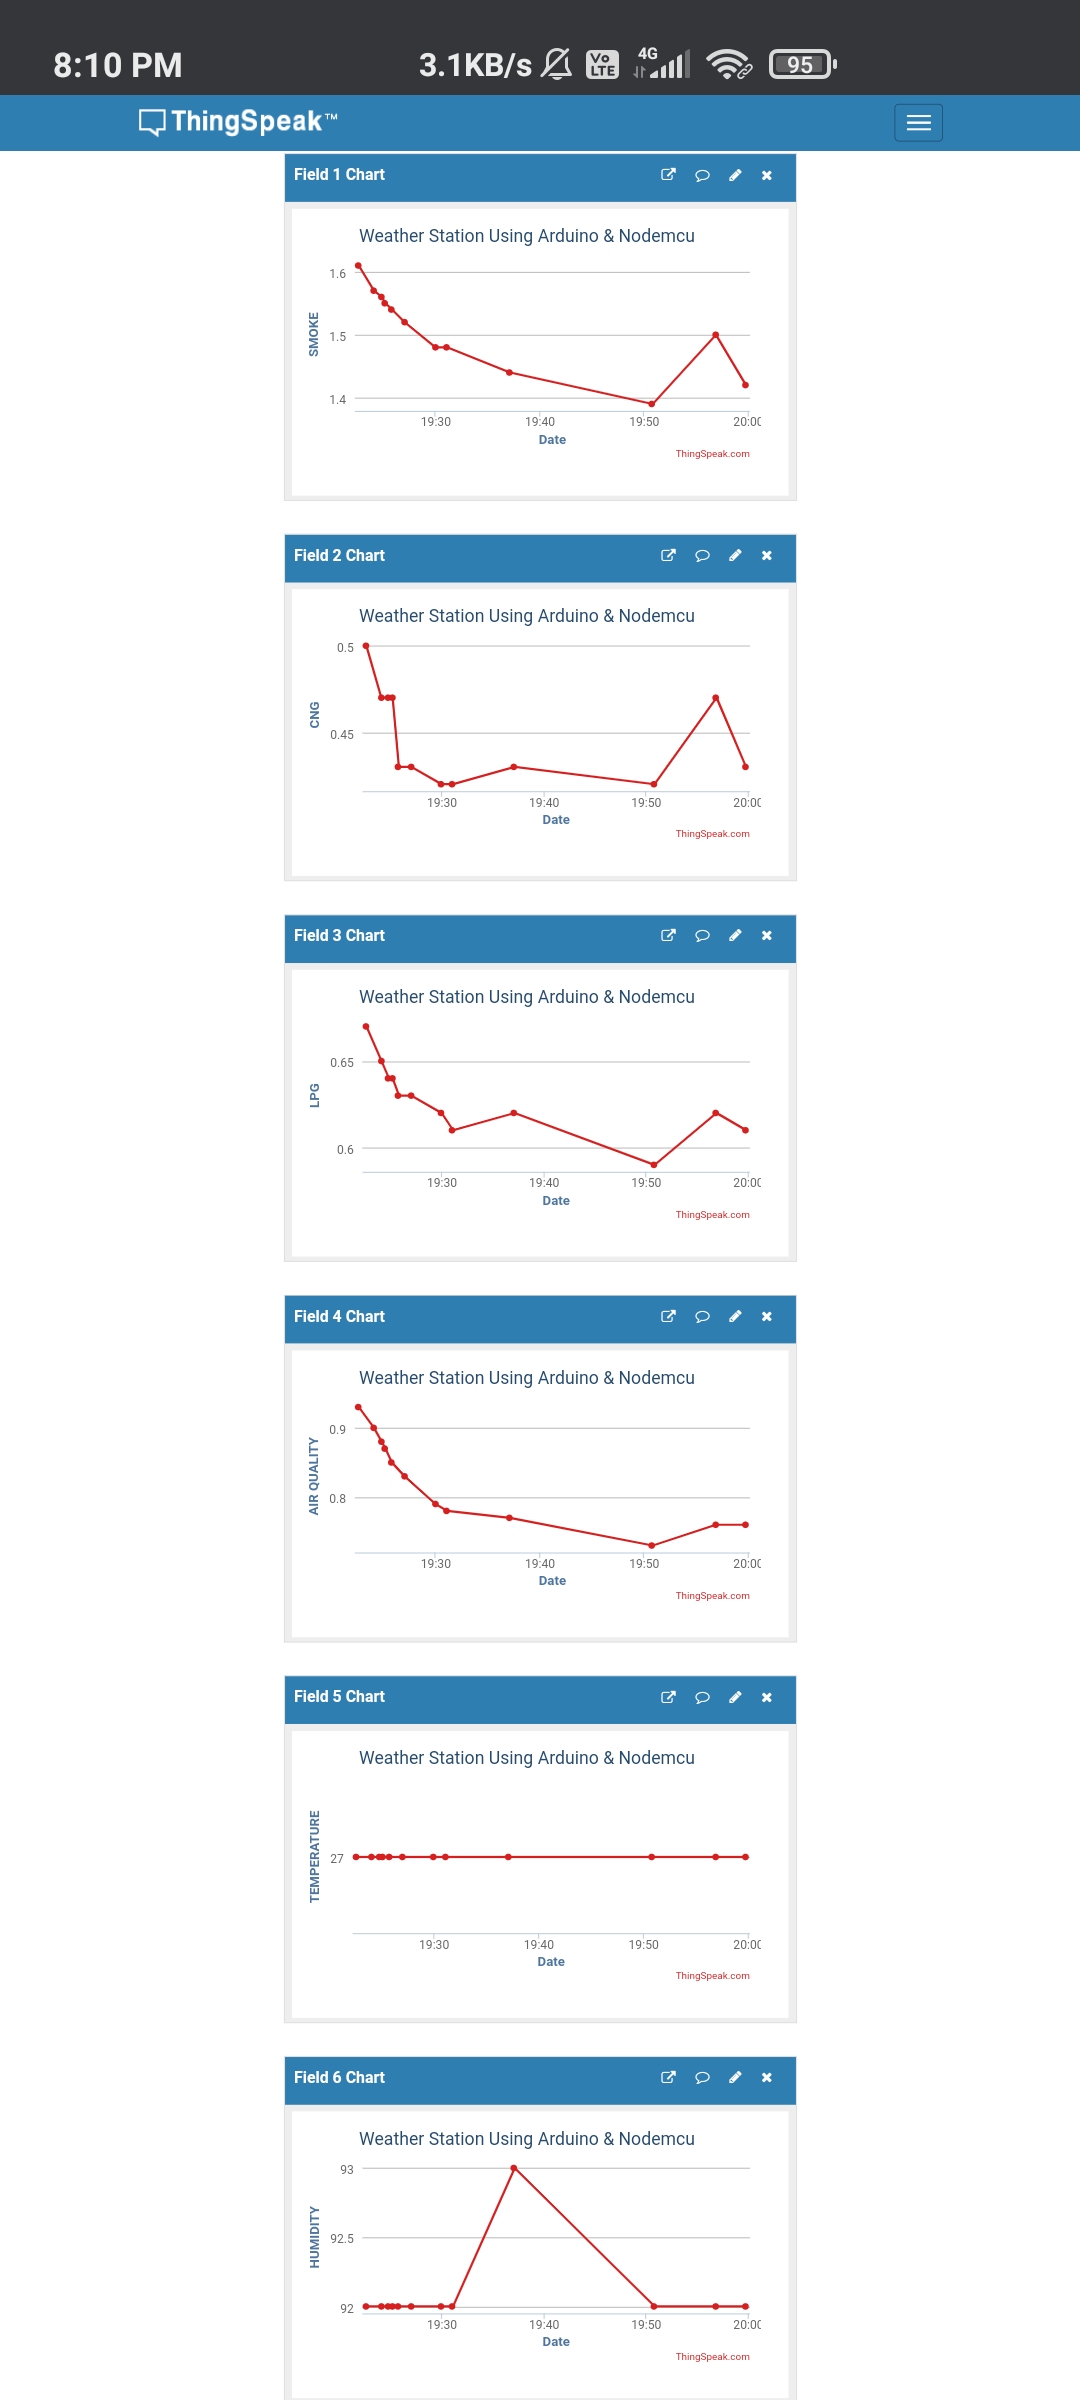 8:10 PM 3.1KB/s Vo LTE 4G 95
ThingSpeak™
Field 1 Chart
Weather Station Using Arduino & Nodemcu
SMOKE
1.6
1.5
1.4
19:30 19:40 19:50 20:00
Date
ThingSpeak.com
Field 2 Chart
Weather Station Using Arduino & Nodemcu
CNG
0.5
0.45
19:30 19:40 19:50 20:00
Date
ThingSpeak.com
Field 3 Chart
Weather Station Using Arduino & Nodemcu
LPG
0.65
0.6
19:30 19:40 19:50 20:00
Date
ThingSpeak.com
Field 4 Chart
Weather Station Using Arduino & Nodemcu
AIR QUALITY
0.9
0.8
19:30 19:40 19:50 20:00
Date
ThingSpeak.com
Field 5 Chart
Weather Station Using Arduino & Nodemcu
TEMPERATURE
27
19:30 19:40 19:50 20:00
Date
ThingSpeak.com
Field 6 Chart
Weather Station Using Arduino & Nodemcu
HUMIDITY
93
92.5
92
19:30 19:40 19:50 20:00
Date
ThingSpeak.com